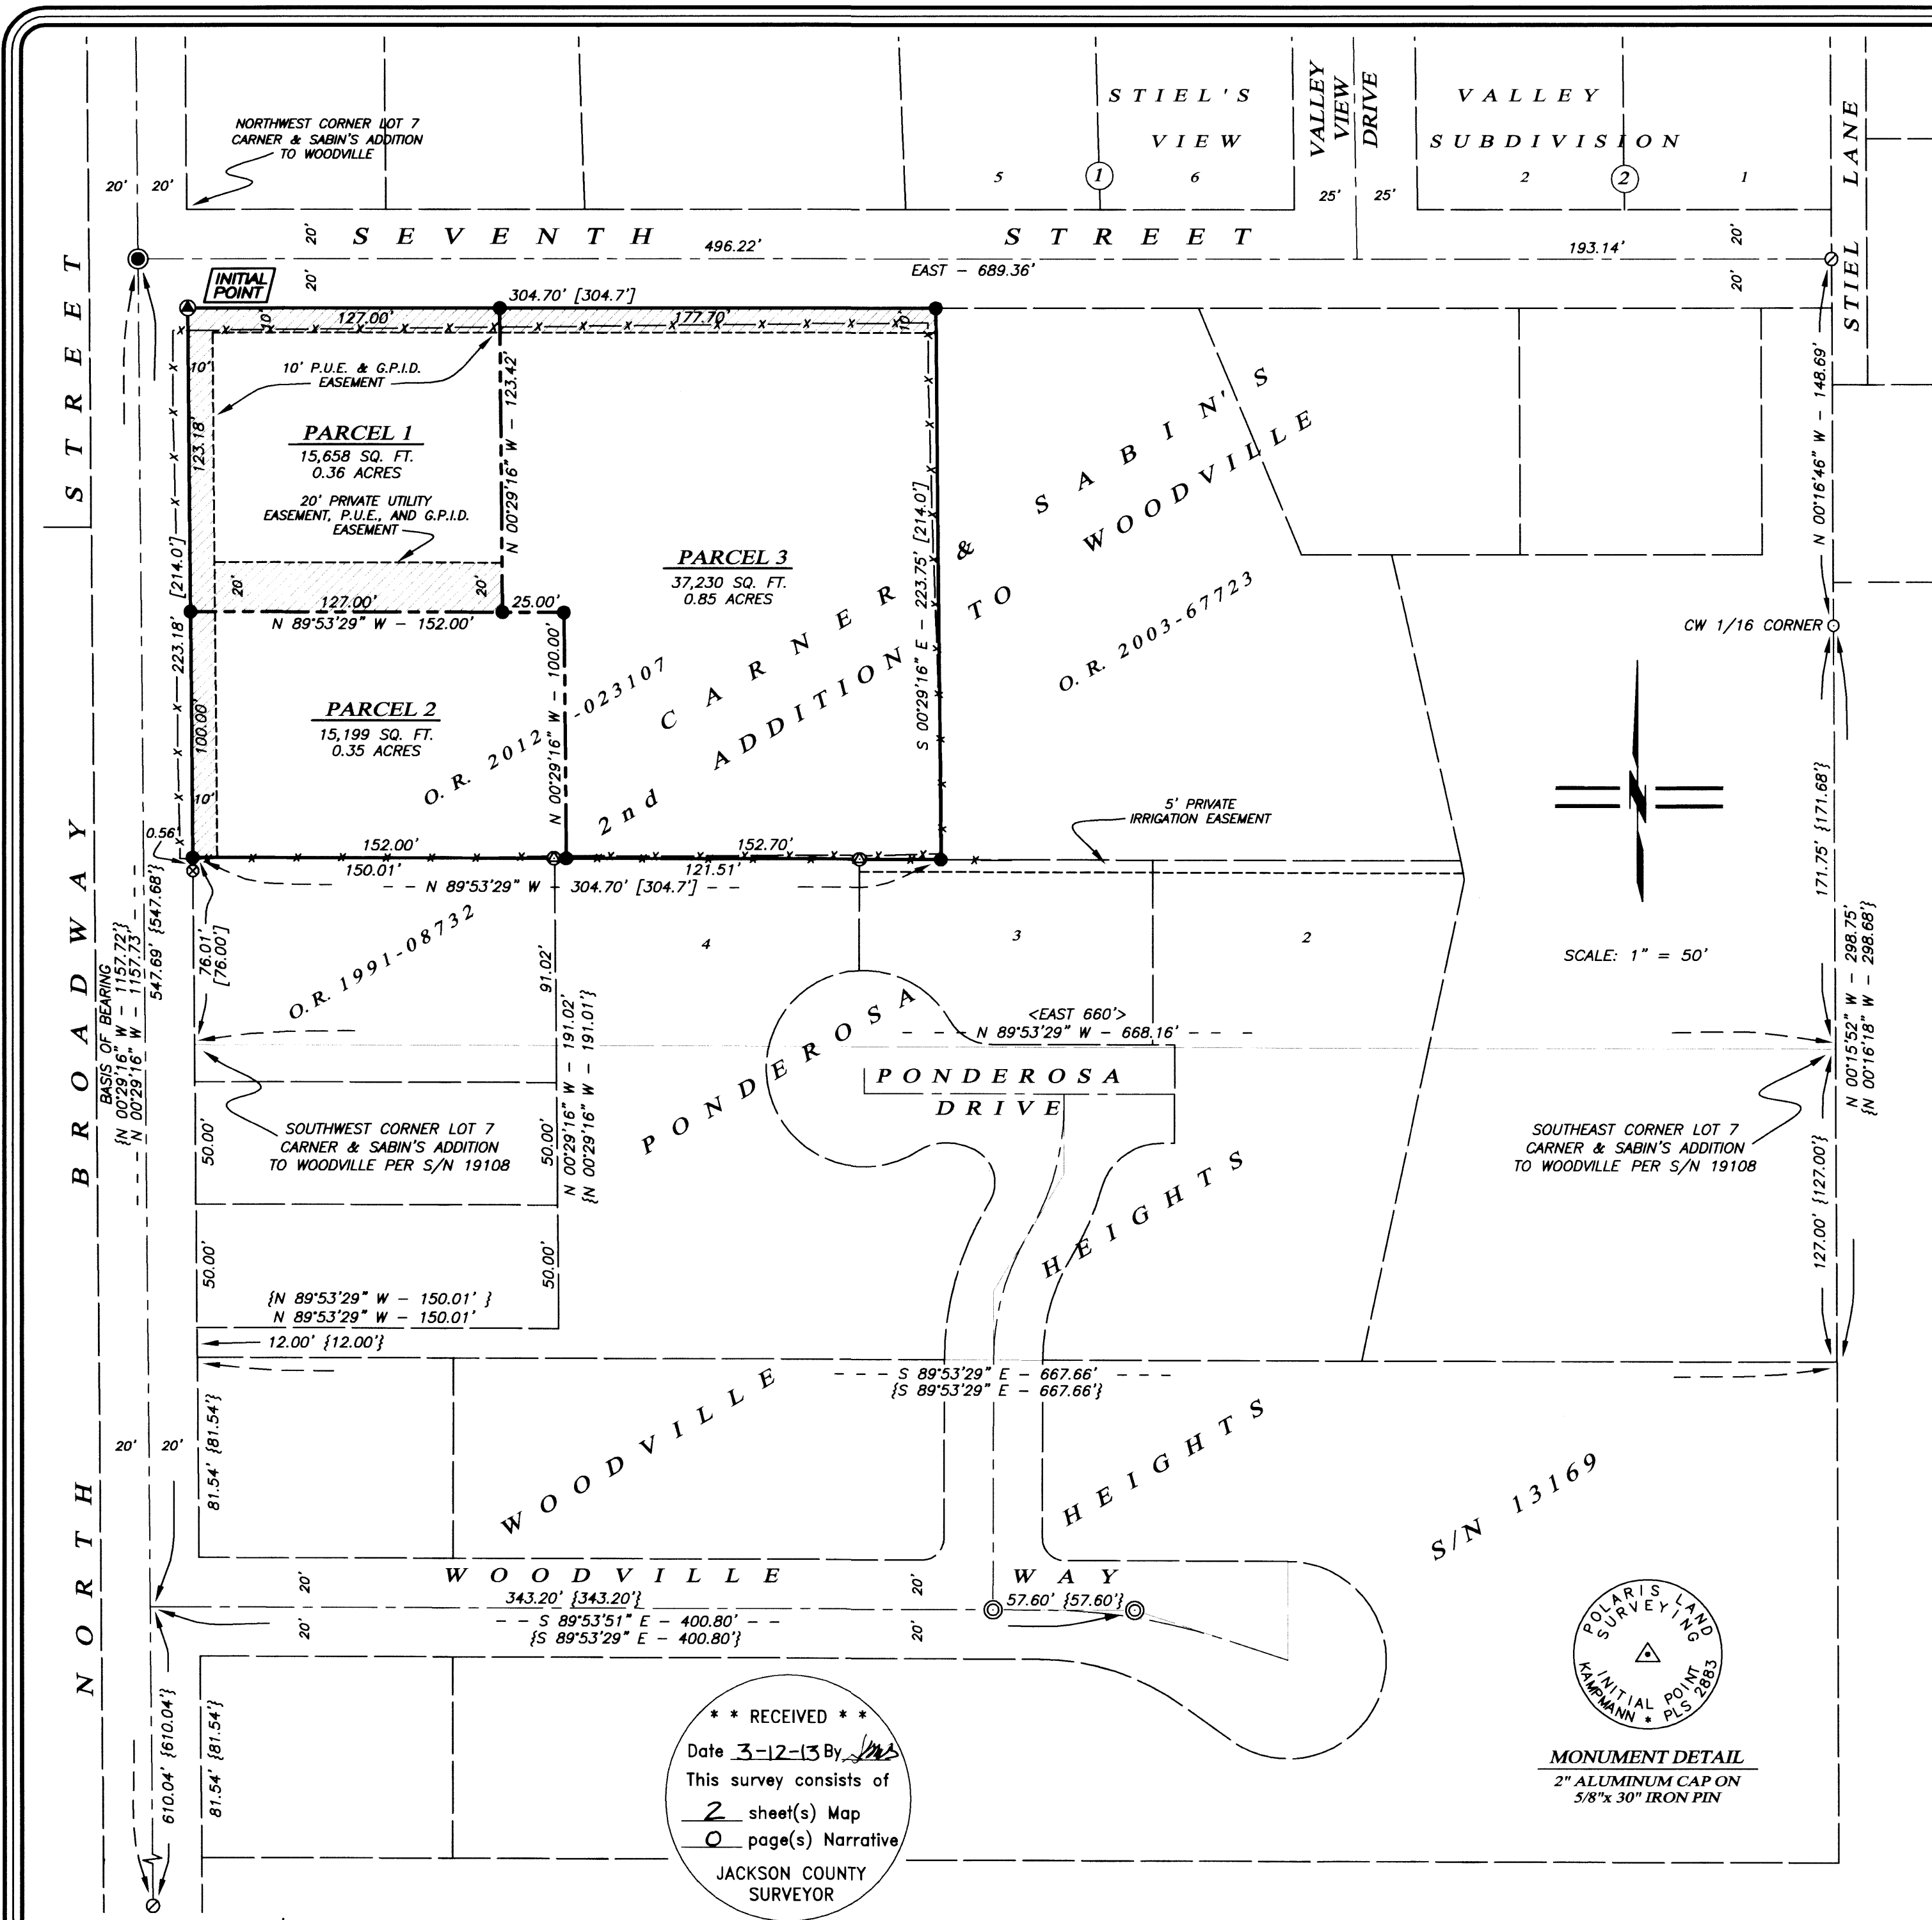 STIEL'S
VALLEY
VIEW
SUBDIVISION
VALLEY
VIEW
DRIVE
STIEL LANE
NORTHWEST CORNER LOT 7
CARNER & SABIN'S ADDITION
TO WOODVILLE
20' 20'
5
1
6
25' 25'
2
2
1
20'
SEVENTH STREET
496.22'
193.14'
20'
EAST - 689.36'
20'
20'
INITIAL
POINT
304.70' [304.7']
127.00'
177.70'
10'
10'
10'
10' P.U.E. & G.P.I.D.
EASEMENT
PARCEL 1
15,658 SQ. FT.
0.36 ACRES
123.18'
N 00°29'16" W - 123.42'
20' PRIVATE UTILITY
EASEMENT, P.U.E., AND G.P.I.D.
EASEMENT
20'
20'
[214.0']
223.18'
127.00'
25.00'
N 89°53'29" W - 152.00'
PARCEL 3
37,230 SQ. FT.
0.85 ACRES
S 00°29'16" E - 223.75' [214.0']
N 00°16'46" W - 148.69'
CW 1/16 CORNER
PARCEL 2
15,199 SQ. FT.
0.35 ACRES
100.00'
10'
N 00°29'16" W - 100.00'
O. R. 2012-023107
2nd ADDITION TO WOODVILLE
CARNER & SABIN'S
O. R. 2003-67723
5' PRIVATE
IRRIGATION EASEMENT
0.56'
152.00'
152.70'
150.01'
121.51'
N 89°53'29" W - 304.70' [304.7']
171.75' {171.68'}
SCALE: 1" = 50'
NORTH BROADWAY STREET
BASIS OF BEARING
{N 00°29'16" W - 1157.72'}
N 00°29'16" W - 1157.73'
547.69' {547.68'}
76.01'
[76.00']
O. R. 1991-08732
4
3
2
91.02'
N 00°29'16" W - 191.02'
{N 00°29'16" W - 191.01'}
<EAST 660'>
N 89°53'29" W - 668.16'
N 00°15'52" W - 298.75'
{N 00°16'18" W - 298.68'}
PONDEROSA
DRIVE
PONDEROSA HEIGHTS
SOUTHWEST CORNER LOT 7
CARNER & SABIN'S ADDITION
TO WOODVILLE PER S/N 19108
SOUTHEAST CORNER LOT 7
CARNER & SABIN'S ADDITION
TO WOODVILLE PER S/N 19108
50.00'
50.00'
50.00'
50.00'
127.00' {127.00'}
{N 89°53'29" W - 150.01' }
N 89°53'29" W - 150.01'
12.00' {12.00'}
S 89°53'29" E - 667.66'
{S 89°53'29" E - 667.66'}
81.54' {81.54'}
20' 20'
WOODVILLE HEIGHTS
S/N 13169
WOODVILLE WAY
20'
20'
343.20' {343.20'}
57.60' {57.60'}
S 89°53'51" E - 400.80'
{S 89°53'29" E - 400.80'}
20'
20'
610.04' {610.04'}
81.54' {81.54'}
POLARIS LAND
SURVEYING
INITIAL POINT
KAMPMANN * PLS 2883
MONUMENT DETAIL
2" ALUMINUM CAP ON
5/8"x 30" IRON PIN
* * RECEIVED * *
Date 3-12-13 By
This survey consists of
2 sheet(s) Map
0 page(s) Narrative
JACKSON COUNTY
SURVEYOR